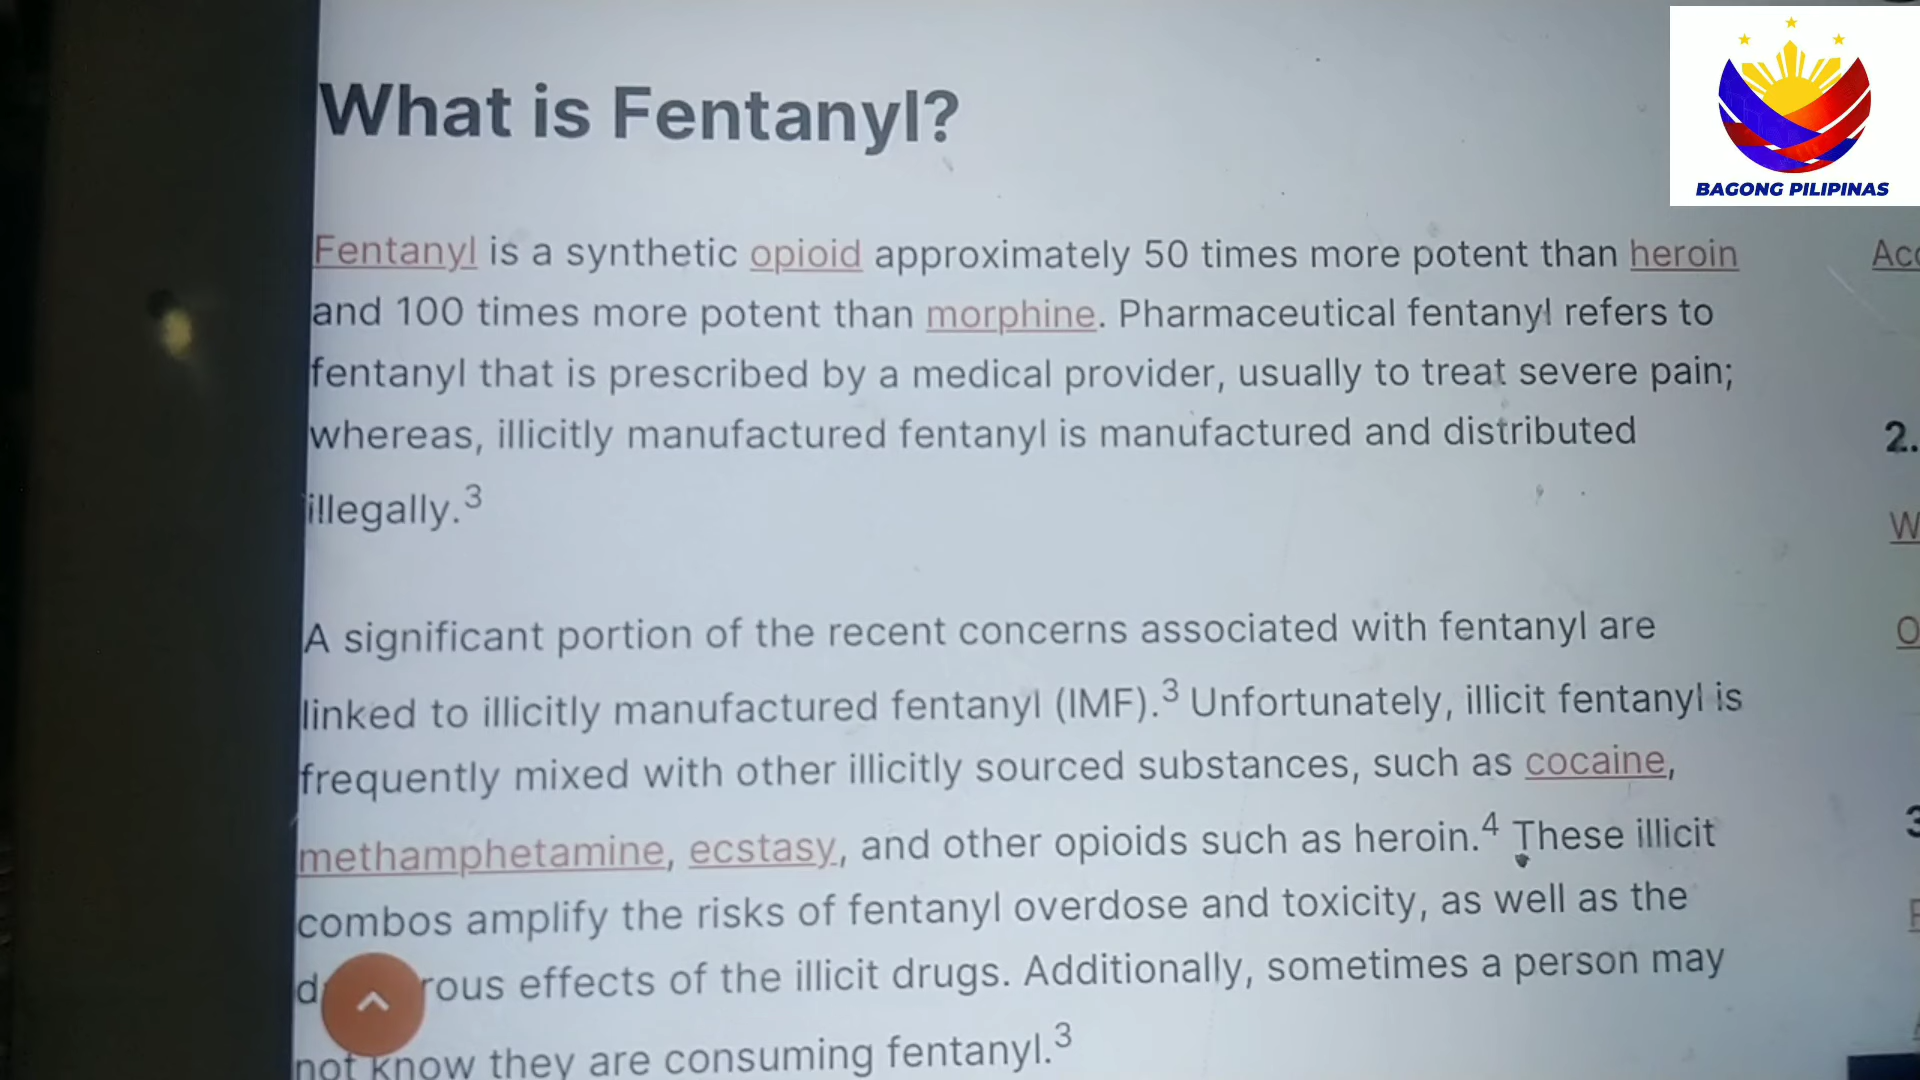 What is Fentanyl?
BAGONG PILIPINAS
Fentanyl is a synthetic opioid approximately 50 times more potent than heroin
and 100 times more potent than morphine. Pharmaceutical fentanyl refers to
fentanyl that is prescribed by a medical provider, usually to treat severe pain;
whereas, illicitly manufactured fentanyl is manufactured and distributed
illegally.3
A significant portion of the recent concerns associated with fentanyl are
linked to illicitly manufactured fentanyl (IMF).3 Unfortunately, illicit fentanyl is
frequently mixed with other illicitly sourced substances, such as cocaine,
methamphetamine, ecstasy, and other opioids such as heroin.4 These illicit
combos amplify the risks of fentanyl overdose and toxicity, as well as the
effects of the illicit drugs. Additionally, sometimes a person may
not know they are consuming fentanyl.3
2.